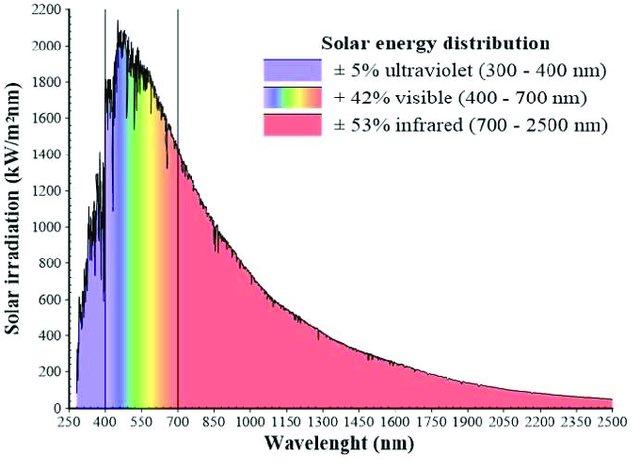 Solar energy distribution
± 5% ultraviolet (300 - 400 nm)
+ 42% visible (400 - 700 nm)
± 53% infrared (700 - 2500 nm)
Solar irradiation (kW/m²nm)
2200
2000
1800
1600
1400
1200
1000
800
600
400
200
0
250 400 550 700 850 1000 1150 1300 1450 1600 1750 1900 2050 2200 2350 2500
Wavelenght (nm)